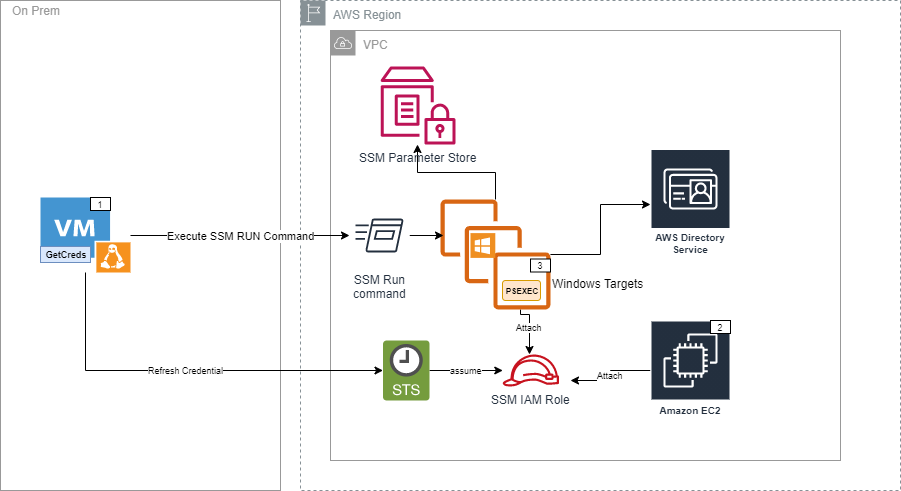 On Prem
AWS Region
VPC
SSM Parameter Store
1
VM
GetCreds
Execute SSM RUN Command
SSM Run
command
3
PSEXEC
Windows Targets
AWS Directory
Service
Attach
2
Refresh Credential
STS
assume
SSM IAM Role
Attach
Amazon EC2